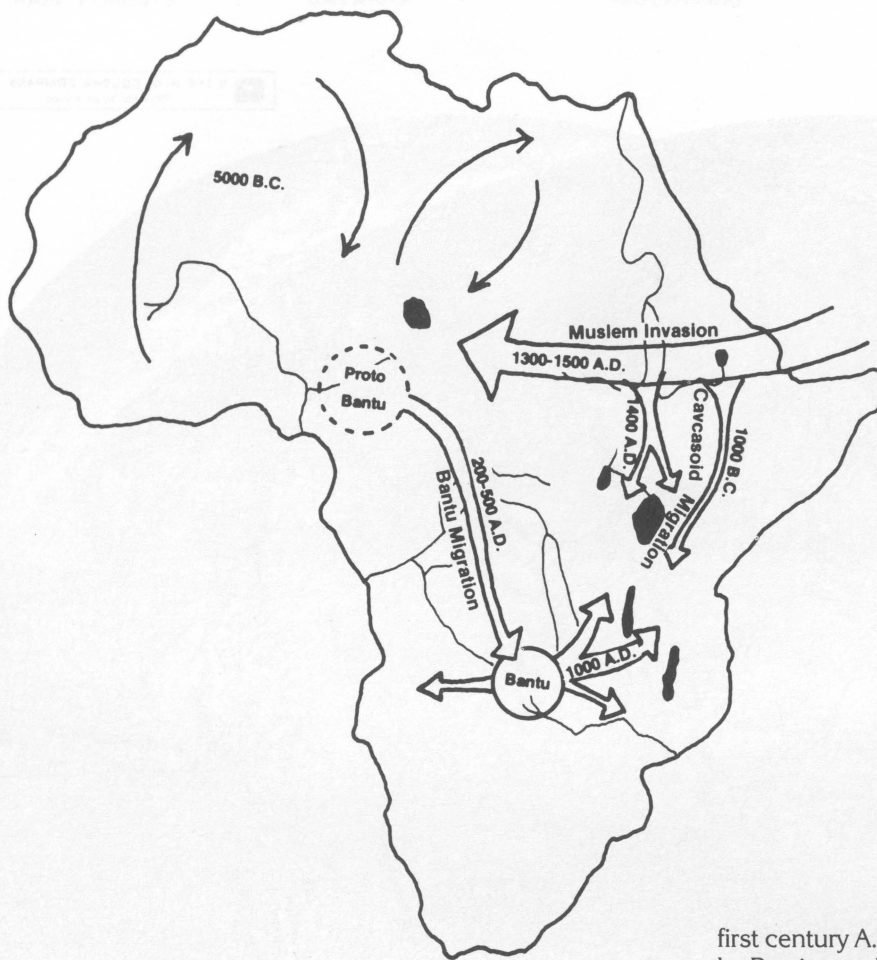 5000 B.C.
Muslem Invasion
1300-1500 A.D.
Proto
Bantu
1400 A.D.
Cavcasoid
Migration
1000 B.C.
200-500 A.D.
Bantu Migration
Bantu
1000 A.D.
first century A.